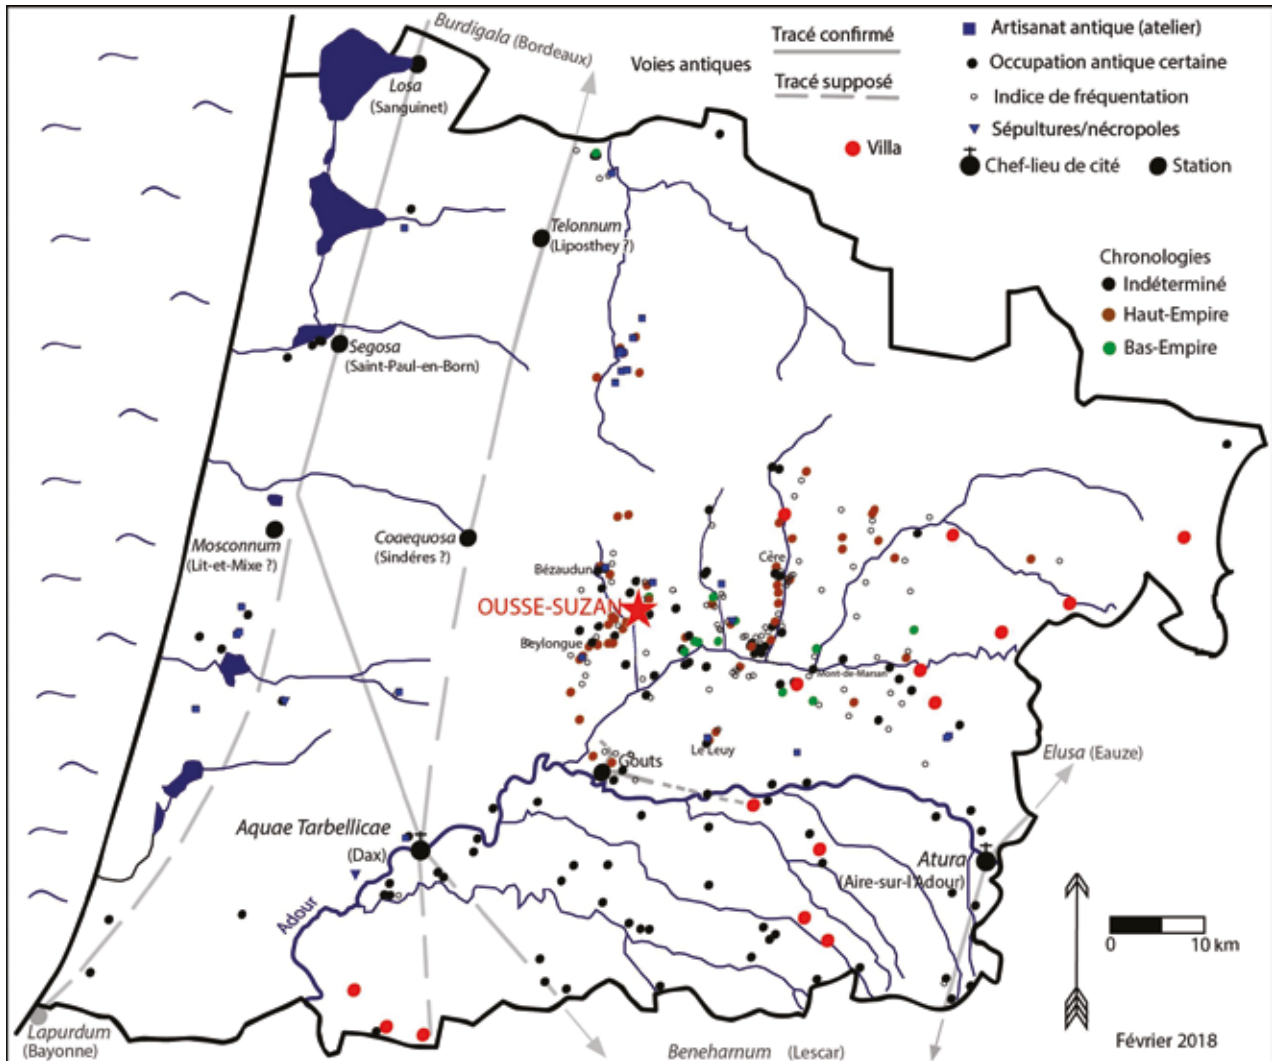 Burdigala (Bordeaux)
Voies antiques
Tracé confirmé
Tracé supposé
Villa
Artisanat antique (atelier)
Occupation antique certaine
Indice de fréquentation
Sépultures/nécropoles
Chef-lieu de cité
Station
Chronologies
Indéterminé
Haut-Empire
Bas-Empire
Losa
(Sanguinet)
Telonnum
(Liposthey ?)
Segosa
(Saint-Paul-en-Born)
Mosconnum
(Lit-et-Mixe ?)
Coaequosa
(Sindéres ?)
Bézaudun
Cère
OUSSE-SUZAN
Beylongue
Mont-de-Marsan
Le Leuy
Gouts
Elusa (Eauze)
Aquae Tarbellicae
(Dax)
Atura
(Aire-sur-l'Adour)
Adour
0 10 km
Lapurdum
(Bayonne)
Beneharnum (Lescar)
Février 2018